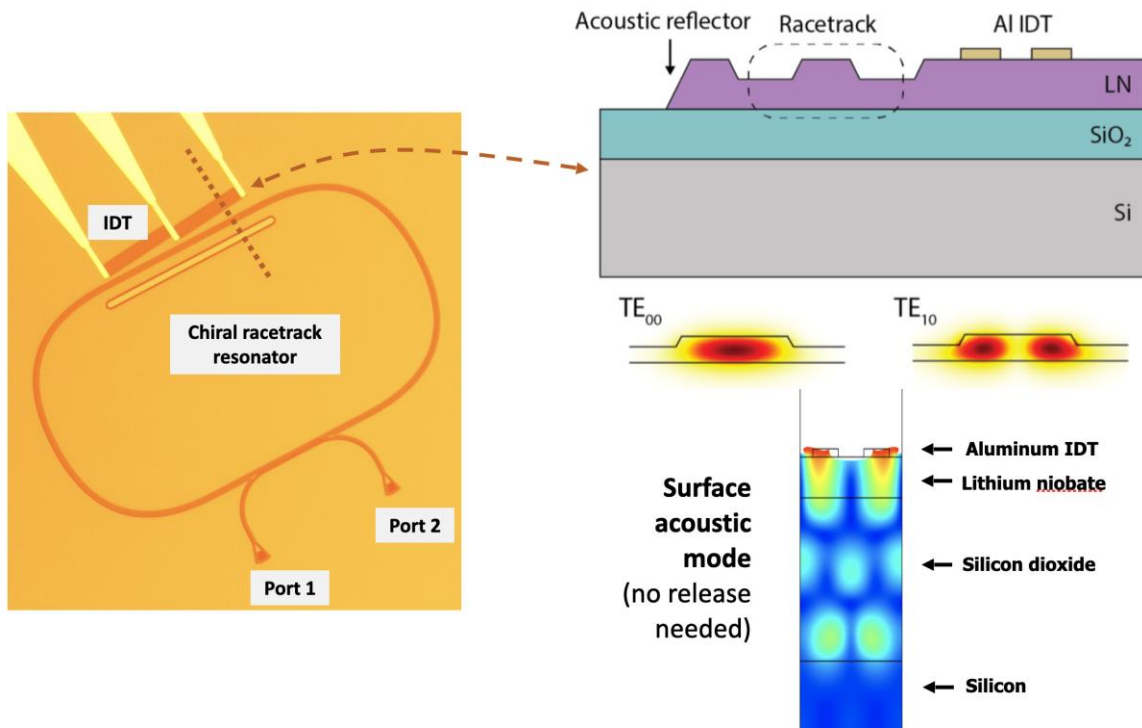 IDT
Chiral racetrack
resonator
Port 2
Port 1
Acoustic reflector
Racetrack
Al IDT
LN
SiO₂
Si
TE₀₀
TE₁₀
Surface
acoustic
mode
(no release
needed)
Aluminum IDT
Lithium niobate
Silicon dioxide
Silicon